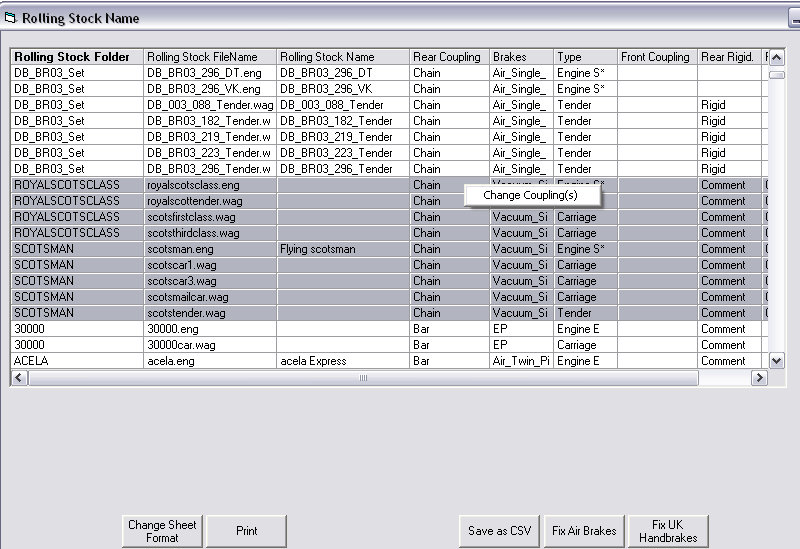 Rolling Stock Name
Rolling Stock Folder Rolling Stock FileName Rolling Stock Name Rear Coupling Brakes Type Front Coupling Rear Rigid. F
DB_BR03_Set DB_BR03_296_DT.eng DB_BR03_296_DT Chain Air_Single_ Engine S*
DB_BR03_Set DB_BR03_296_VK.eng DB_BR03_296_VK Chain Air_Single_ Engine S*
DB_BR03_Set DB_003_088_Tender.wag DB_003_088_Tender Chain Air_Single_ Tender Rigid
DB_BR03_Set DB_BR03_182_Tender.w DB_BR03_182_Tender Chain Air_Single_ Tender Rigid
DB_BR03_Set DB_BR03_219_Tender.w DB_BR03_219_Tender Chain Air_Single_ Tender Rigid
DB_BR03_Set DB_BR03_223_Tender.w DB_BR03_223_Tender Chain Air_Single_ Tender Rigid
DB_BR03_Set DB_BR03_296_Tender.w DB_BR03_296_Tender Chain Air_Single_ Tender Rigid
ROYALSCOTSCLASS royalscotsclass.eng Chain Vacuum_Si Engine S* Comment
Change Coupling(s)
ROYALSCOTSCLASS royalscottender.wag Chain Comment
ROYALSCOTSCLASS scotsfirstclass.wag Chain Vacuum_Si Carriage Comment
ROYALSCOTSCLASS scotsthirdclass.wag Chain Vacuum_Si Carriage Comment
SCOTSMAN scotsman.eng Flying scotsman Chain Vacuum_Si Engine S* Comment
SCOTSMAN scotscar1.wag Chain Vacuum_Si Carriage Comment
SCOTSMAN scotscar3.wag Chain Vacuum_Si Carriage Comment
SCOTSMAN scotsmailcar.wag Chain Vacuum_Si Carriage Comment
SCOTSMAN scotstender.wag Chain Vacuum_Si Tender Comment
30000 30000.eng Bar EP Engine E Comment
30000 30000car.wag Bar EP Carriage Comment
ACELA acela.eng acela Express Bar Air_Twin_Pi Engine E Comment
Change Sheet Format
Print
Save as CSV
Fix Air Brakes
Fix UK Handbrakes